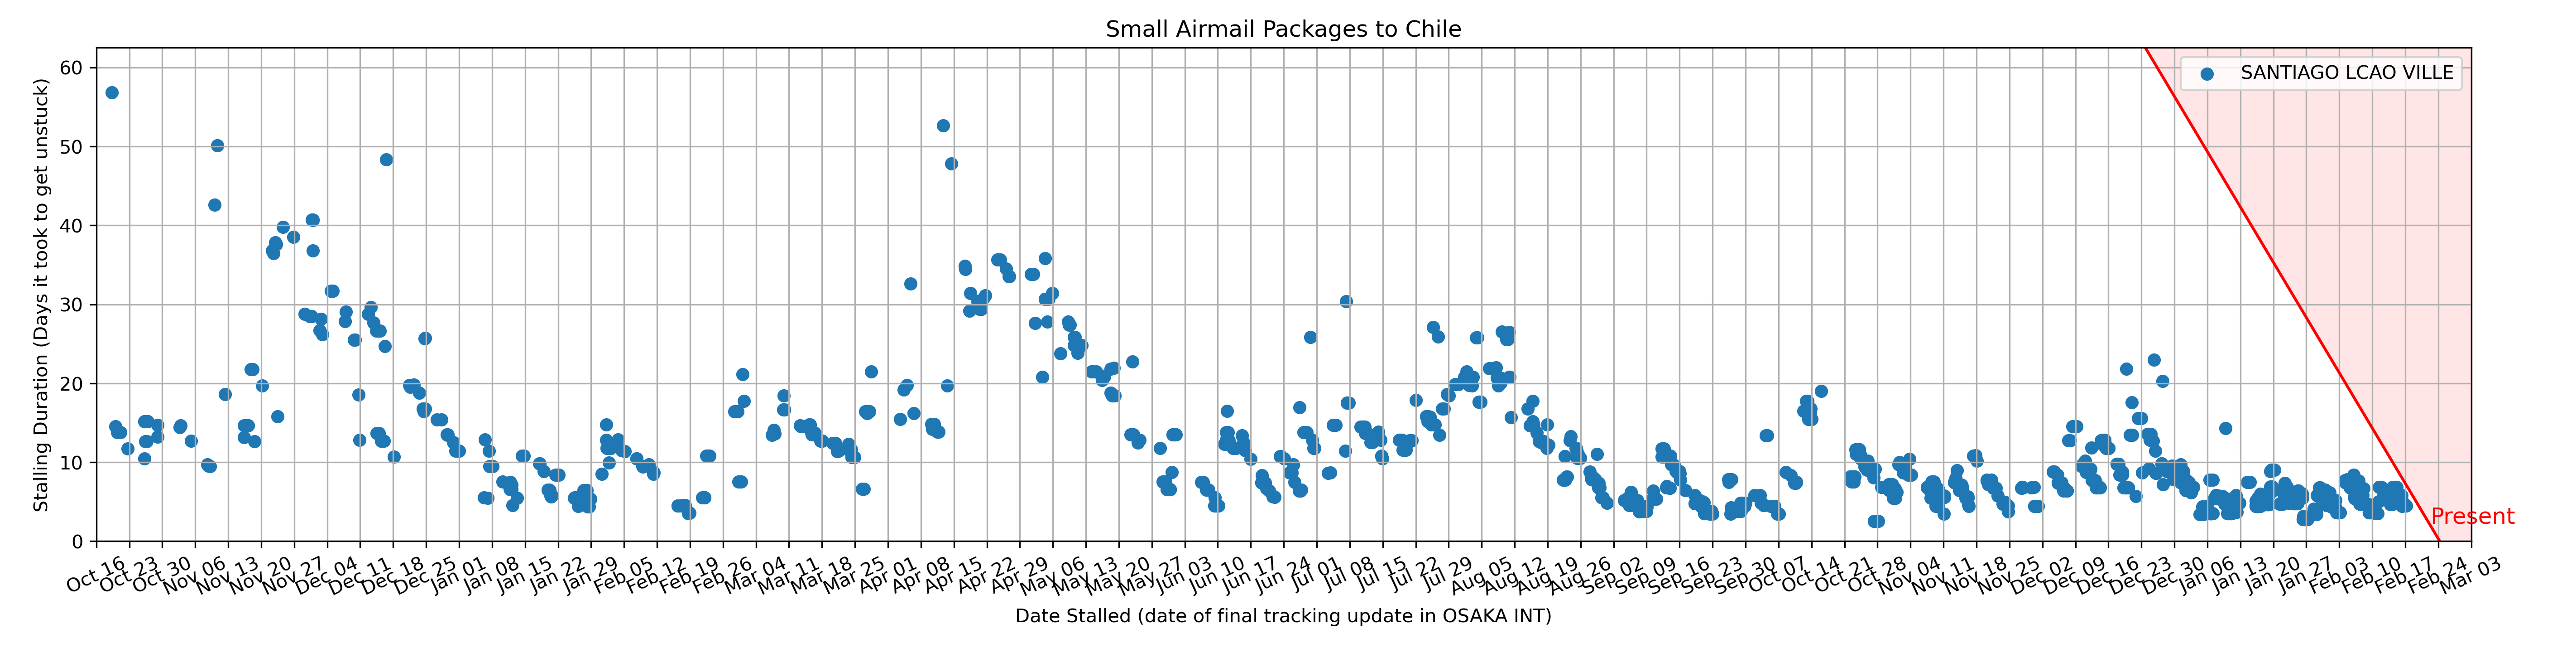 Small Airmail Packages to Chile
SANTIAGO LCAO VILLE
Stalling Duration (Days it took to get unstuck)
60
50
40
30
20
10
0
Present
Oct 16 Oct 23 Oct 30 Nov 06 Nov 13 Nov 20 Nov 27 Dec 04 Dec 11 Dec 18 Dec 25 Jan 01 Jan 08 Jan 15 Jan 22 Jan 29 Feb 05 Feb 12 Feb 19 Feb 26 Mar 04 Mar 11 Mar 18 Mar 25 Apr 01 Apr 08 Apr 15 Apr 22 Apr 29 May 06 May 13 May 20 May 27 Jun 03 Jun 10 Jun 17 Jun 24 Jul 01 Jul 08 Jul 15 Jul 22 Jul 29 Aug 05 Aug 12 Aug 19 Aug 26 Sep 02 Sep 09 Sep 16 Sep 23 Sep 30 Oct 07 Oct 14 Oct 21 Oct 28 Nov 04 Nov 11 Nov 18 Nov 25 Dec 02 Dec 09 Dec 16 Dec 23 Dec 30 Jan 06 Jan 13 Jan 20 Jan 27 Feb 03 Feb 10 Feb 17 Feb 24 Mar 03
Date Stalled (date of final tracking update in OSAKA INT)